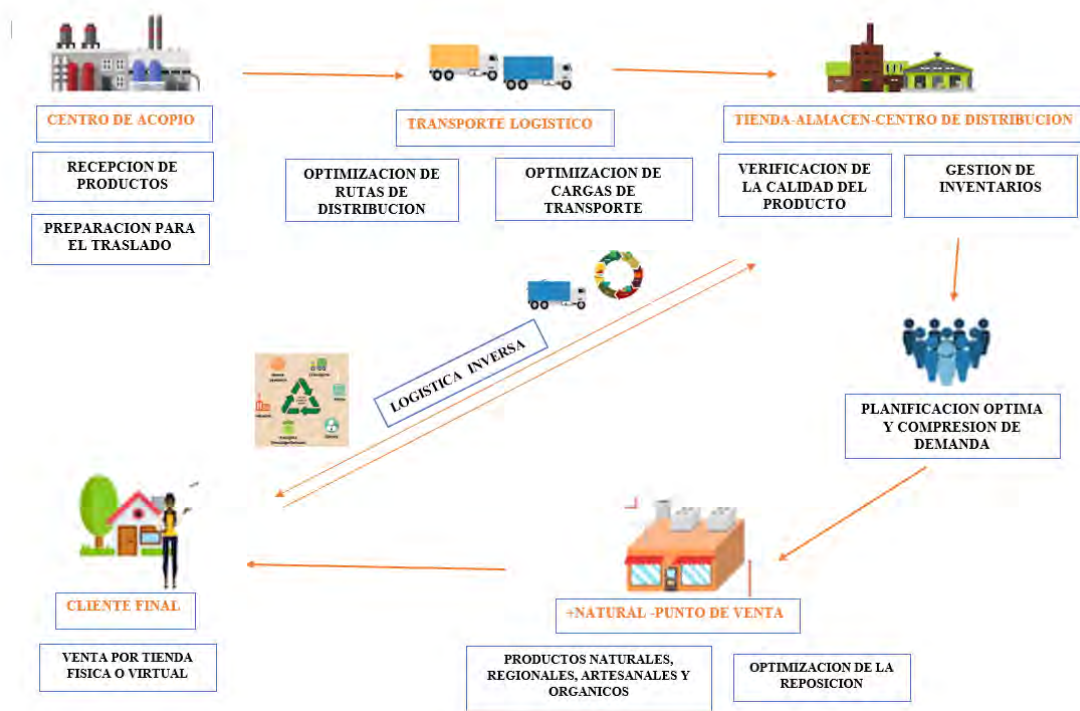 CENTRO DE ACOPIO
RECEPCION DE
PRODUCTOS
PREPARACION PARA
EL TRASLADO
TRANSPORTE LOGISTICO
OPTIMIZACION DE
RUTAS DE
DISTRIBUCION
OPTIMIZACION DE
CARGAS DE
TRANSPORTE
TIENDA-ALMACEN-CENTRO DE DISTRIBUCION
VERIFICACION DE
LA CALIDAD DEL
PRODUCTO
GESTION DE
INVENTARIOS
PLANIFICACION OPTIMA
Y COMPRESION DE
DEMANDA
LOGISTICA INVERSA
+NATURAL -PUNTO DE VENTA
PRODUCTOS NATURALES,
REGIONALES, ARTESANALES Y
ORGANICOS
OPTIMIZACION DE LA
REPOSICION
CLIENTE FINAL
VENTA POR TIENDA
FISICA O VIRTUAL